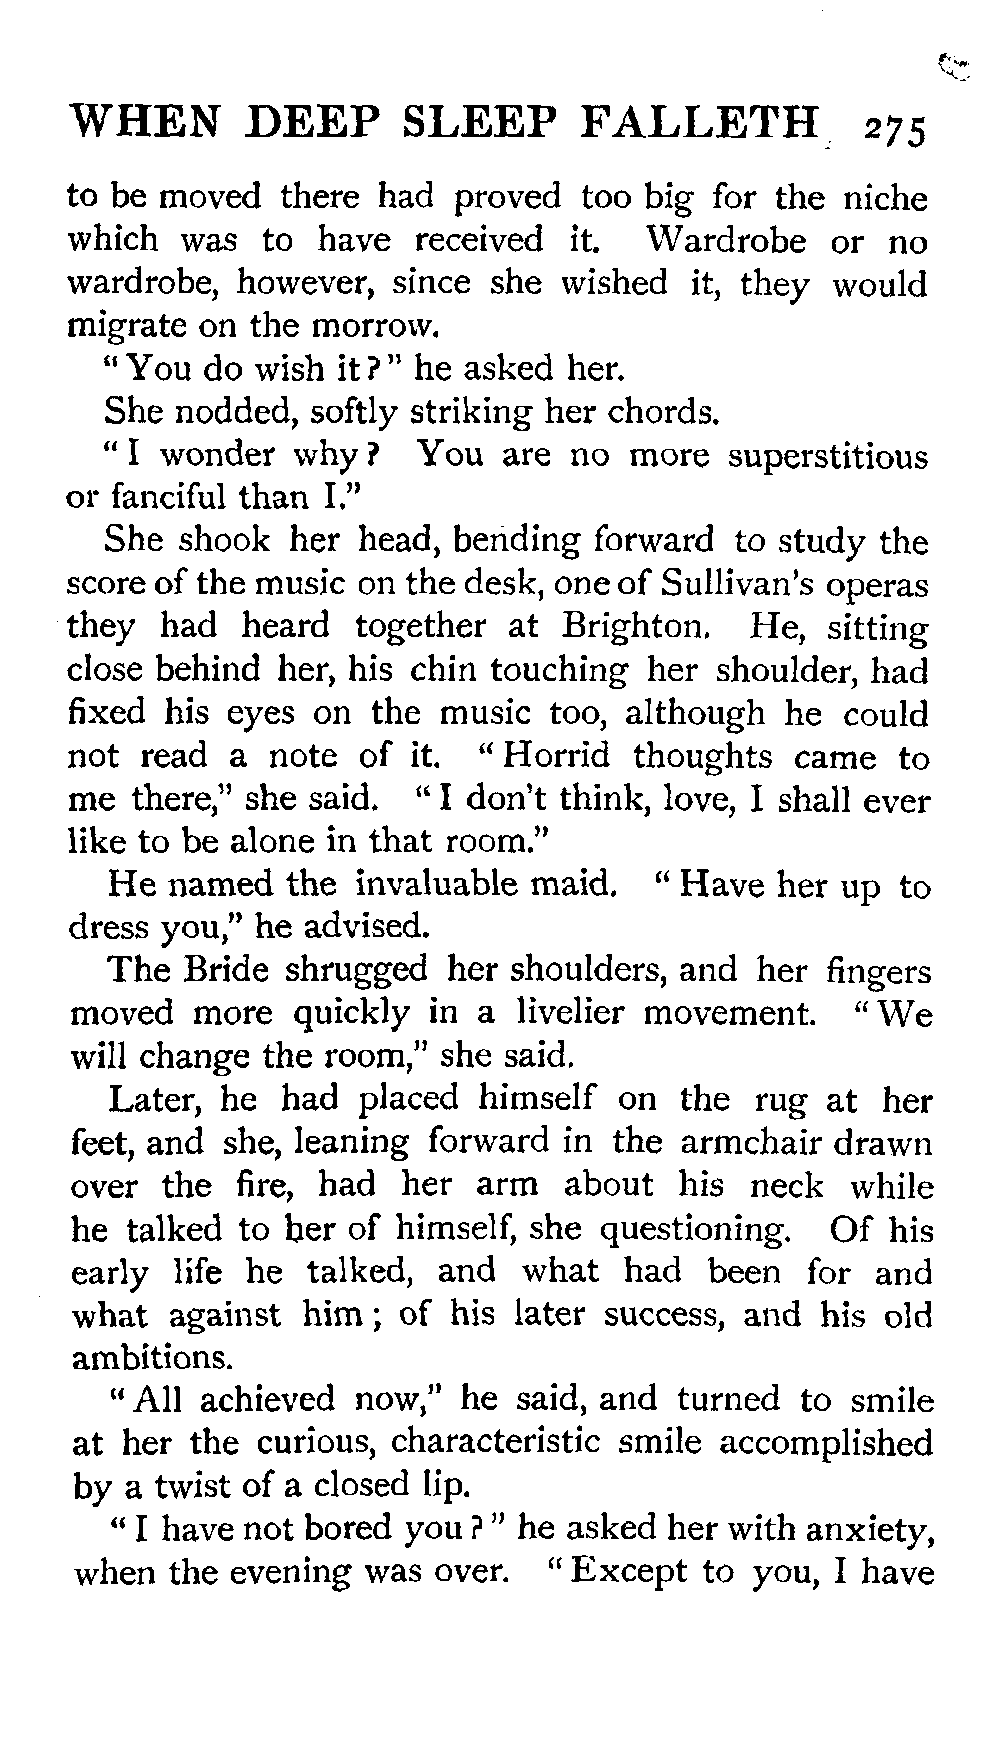 WHEN DEEP SLEEP FALLETH 275
to be moved there had proved too big for the niche
which was to have received it. Wardrobe or no
wardrobe, however, since she wished it, they would
migrate on the morrow.
"You do wish it?" he asked her.
She nodded, softly striking her chords.
"I wonder why? You are no more superstitious
or fanciful than I."
She shook her head, bending forward to study the
score of the music on the desk, one of Sullivan's operas
they had heard together at Brighton. He, sitting
close behind her, his chin touching her shoulder, had
fixed his eyes on the music too, although he could
not read a note of it. "Horrid thoughts came to
me there," she said. "I don't think, love, I shall ever
like to be alone in that room."
He named the invaluable maid. "Have her up to
dress you," he advised.
The Bride shrugged her shoulders, and her fingers
moved more quickly in a livelier movement. "We
will change the room," she said.
Later, he had placed himself on the rug at her
feet, and she, leaning forward in the armchair drawn
over the fire, had her arm about his neck while
he talked to her of himself, she questioning. Of his
early life he talked, and what had been for and
what against him; of his later success, and his old
ambitions.
"All achieved now," he said, and turned to smile
at her the curious, characteristic smile accomplished
by a twist of a closed lip.
"I have not bored you?" he asked her with anxiety,
when the evening was over. "Except to you, I have